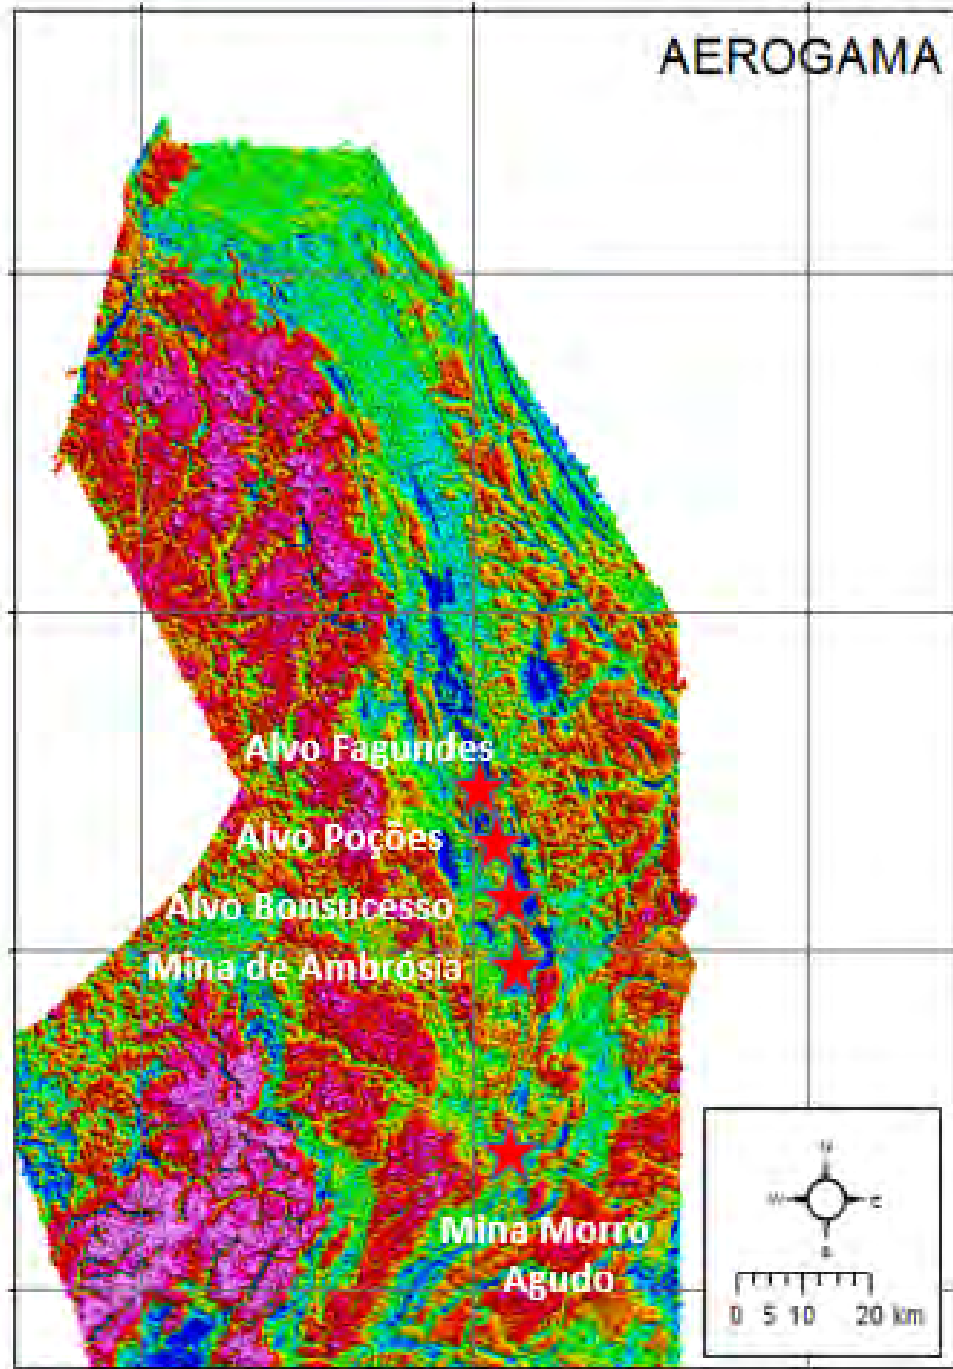 AEROGAMA
Alvo Fagundes
Alvo Poções
Alvo Bonsucesso
Mina de Ambrósia
Mina Morro
Agudo
N
W E
S
0 5 10 20 km